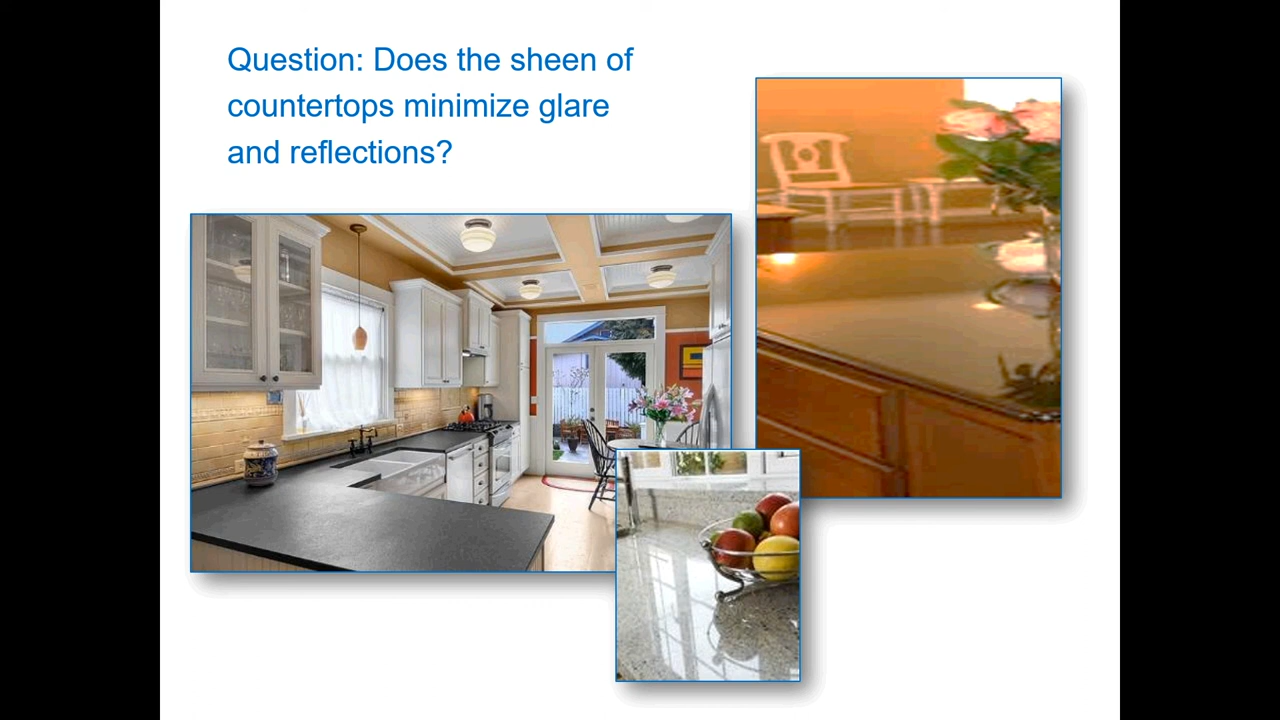 Question: Does the sheen of
countertops minimize glare
and reflections?